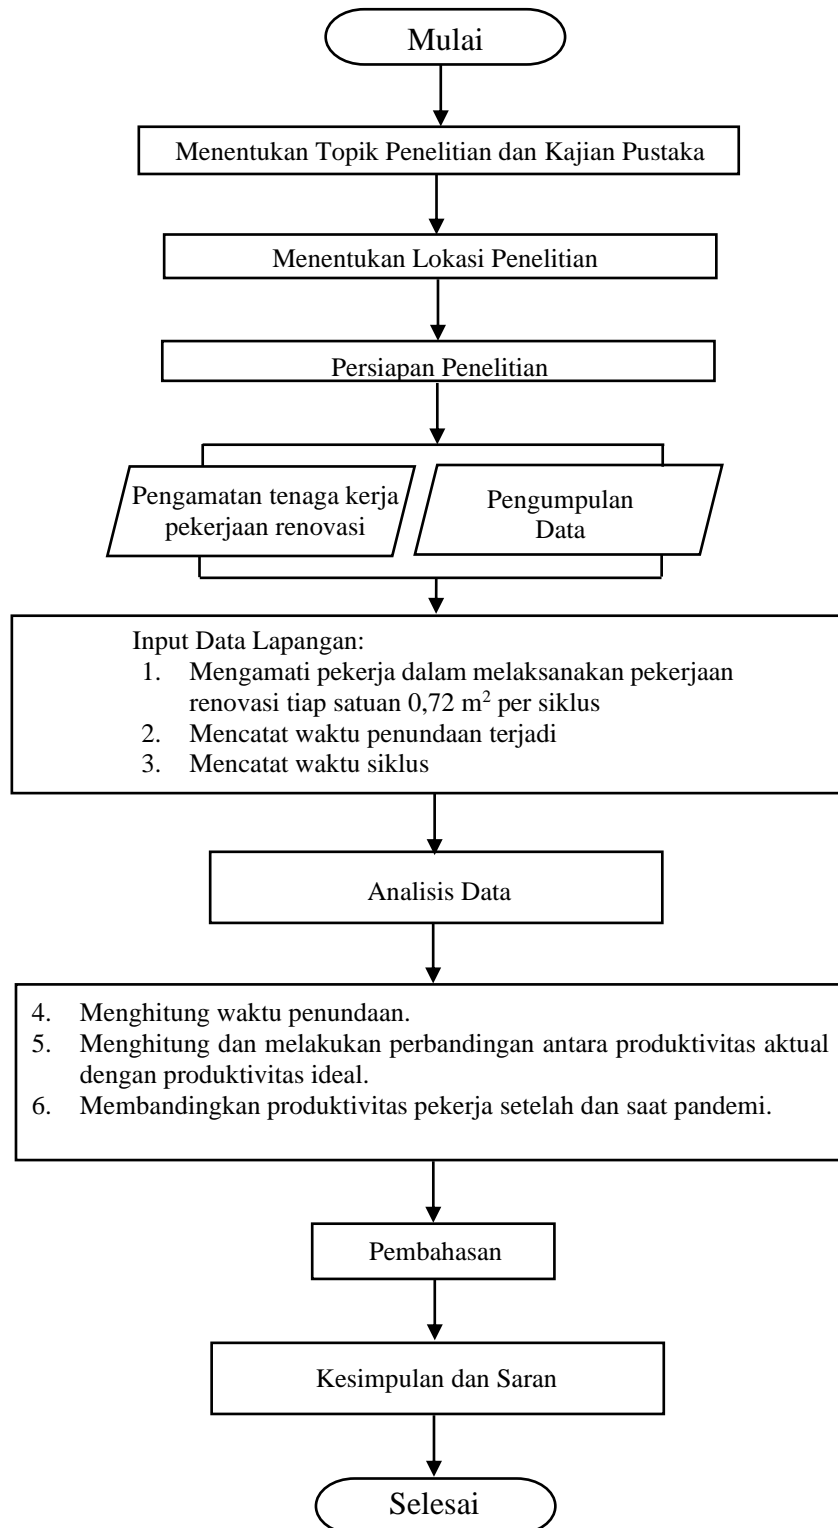 Mulai
Menentukan Topik Penelitian dan Kajian Pustaka
Menentukan Lokasi Penelitian
Persiapan Penelitian
Pengamatan tenaga kerja
pekerjaan renovasi
Pengumpulan
Data
Input Data Lapangan:
1. Mengamati pekerja dalam melaksanakan pekerjaan
renovasi tiap satuan 0,72 m² per siklus
2. Mencatat waktu penundaan terjadi
3. Mencatat waktu siklus
Analisis Data
4. Menghitung waktu penundaan.
5. Menghitung dan melakukan perbandingan antara produktivitas aktual
dengan produktivitas ideal.
6. Membandingkan produktivitas pekerja setelah dan saat pandemi.
Pembahasan
Kesimpulan dan Saran
Selesai